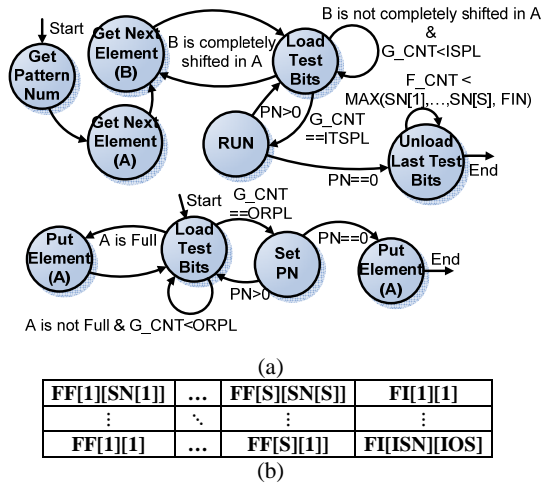 Start
Get
Pattern
Num
Get Next
Element
(B)
Get Next
Element
(A)
B is completely
shifted in A
Load
Test
Bits
B is not completely shifted in A
&
G_CNT<ISPL
PN>0
G_CNT
==ITSPL
RUN
PN==0
F_CNT <
MAX(SN[1],...,SN[S], FIN)
Unload
Last Test
Bits
End
Start
Put
Element
(A)
A is Full
Load
Test
Bits
G_CNT
==ORPL
Set
PN
PN>0
PN==0
Put
Element
(A)
End
A is not Full & G_CNT<ORPL
(a)
FF[1][SN[1]] ... FF[S][SN[S]] FI[1][1]
⋮ ⋱ ⋮ ⋮
FF[1][1] FF[S][1] FI[ISN][IOS]
(b)